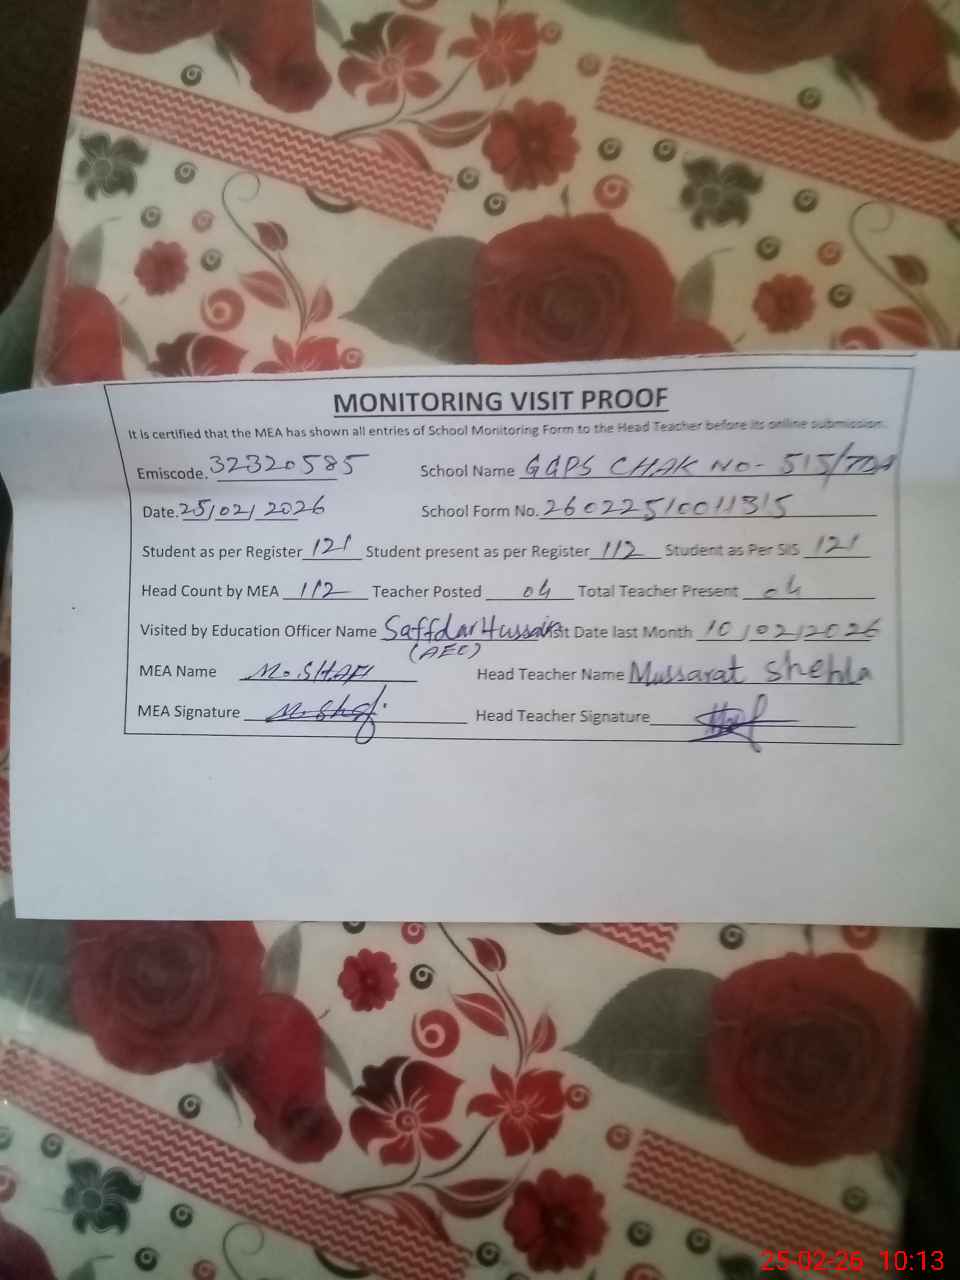 MONITORING VISIT PROOF
It is certified that the MEA has shown all entries of School Monitoring Form to the Head Teacher before its online submission.
Emiscode. 32320585 School Name GGPS CHAK NO- 515/TDA
Date. 25/02/2026 School Form No. 2602251001315
Student as per Register 121 Student present as per Register 112 Student as Per SIS 121
Head Count by MEA 112 Teacher Posted 04 Total Teacher Present 04
Visited by Education Officer Name Saffdar Hussain Visit Date last Month 10/02/2026
(AEO)
MEA Name M. SHAFI Head Teacher Name Mussarat Shehla
MEA Signature M. Shafi Head Teacher Signature
25-02-26 10:13